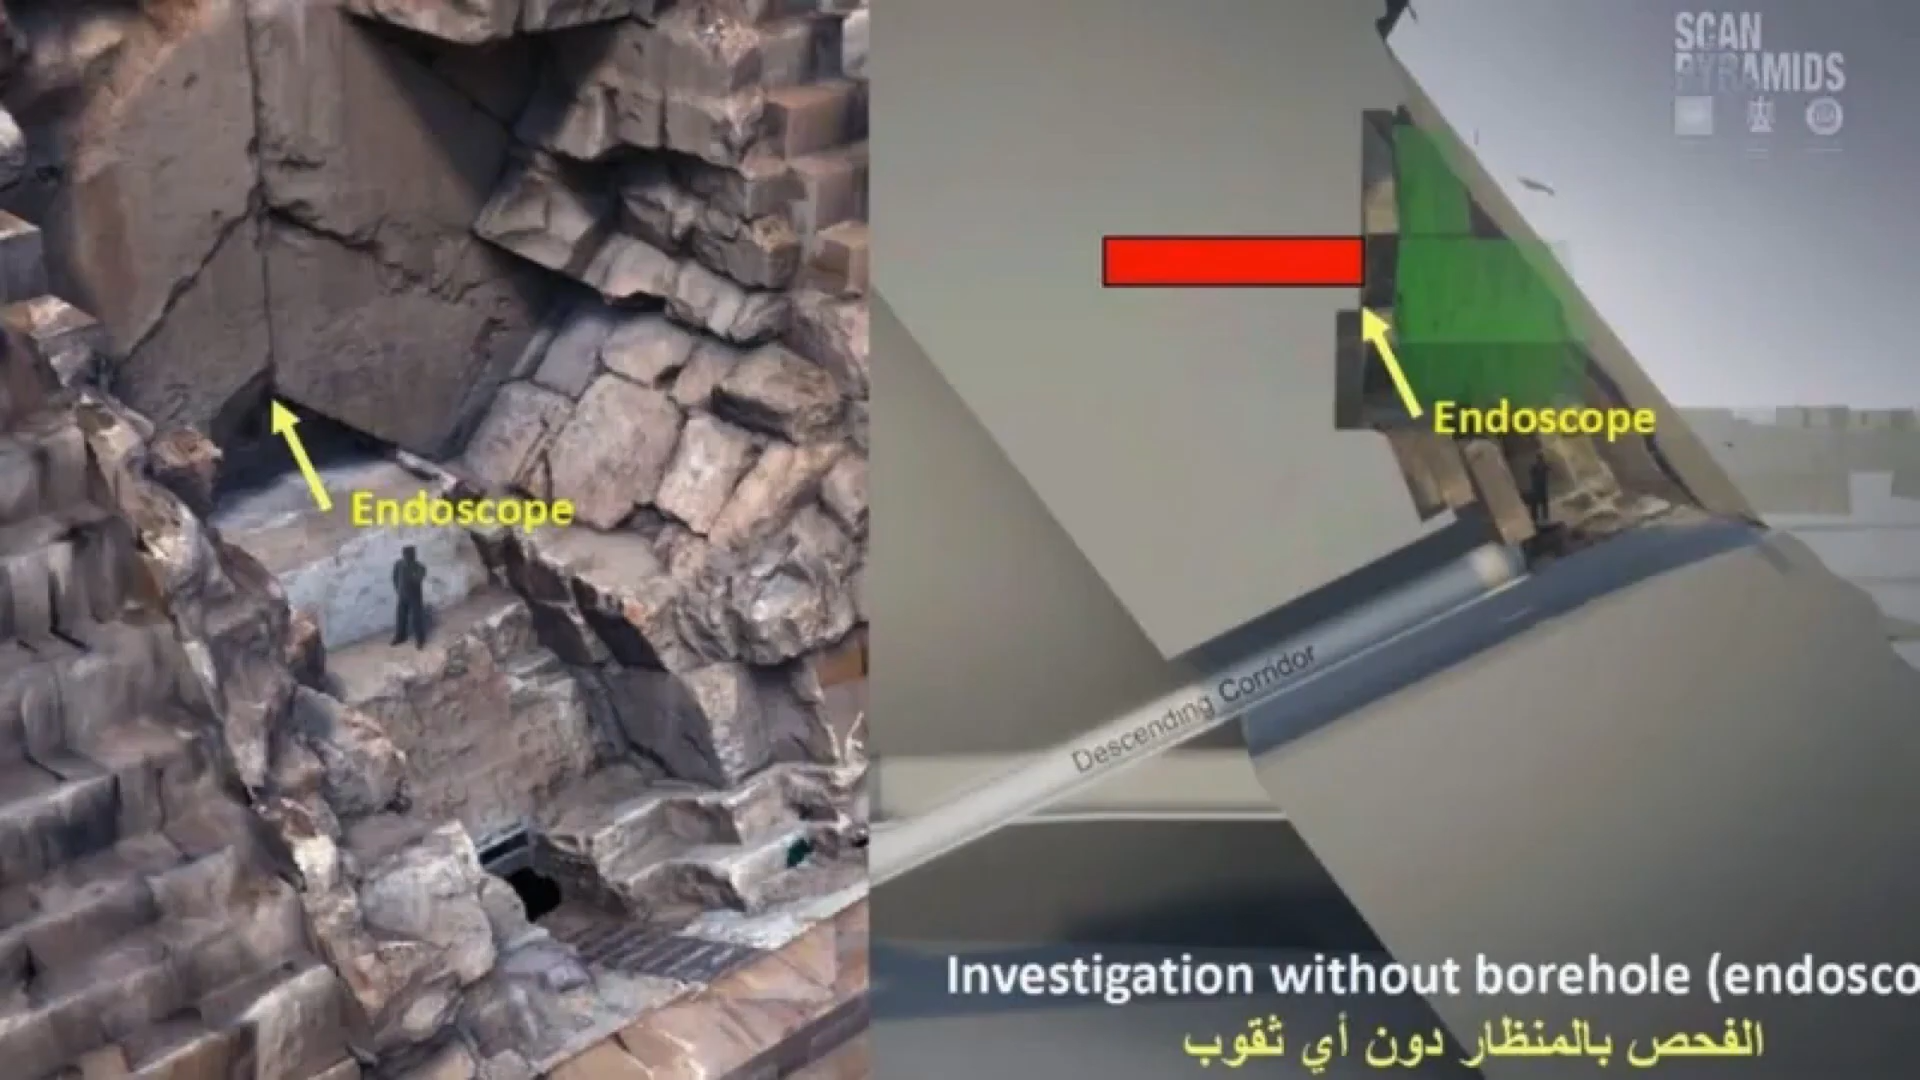 SCAN
PYRAMIDS
Endoscope
Endoscope
Descending Corridor
Investigation without borehole (endosco
الفحص بالمنظار دون أي ثقوب